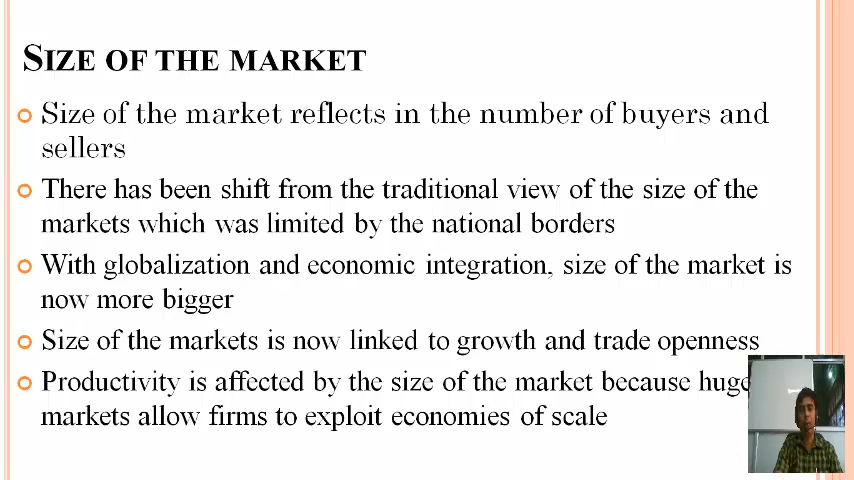 SIZE OF THE MARKET
Size of the market reflects in the number of buyers and
sellers
There has been shift from the traditional view of the size of the
markets which was limited by the national borders
With globalization and economic integration, size of the market is
now more bigger
Size of the markets is now linked to growth and trade openness
Productivity is affected by the size of the market because huge
markets allow firms to exploit economies of scale